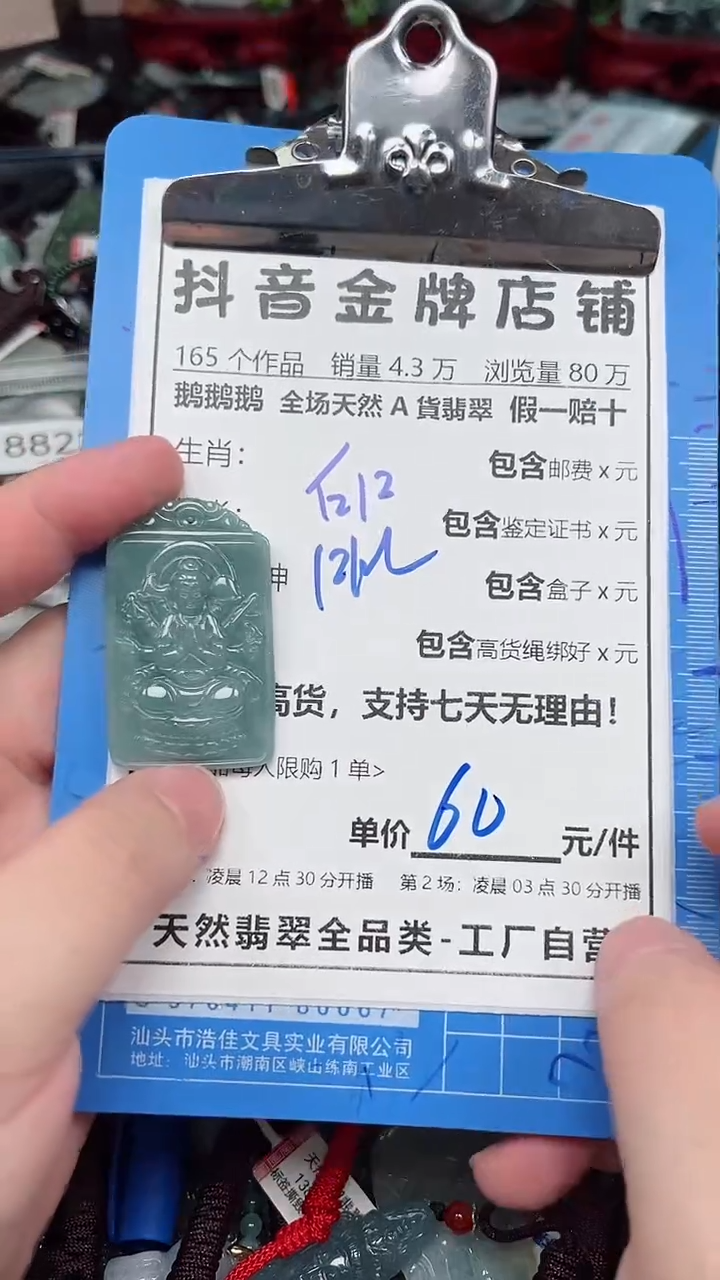 抖音金牌店铺
165 个作品 销量 4.3 万 浏览量 80 万
鹅鹅鹅 全场天然 A 貨翡翠 假一赔十
882
生肖：
包含邮费 x 元
包含鉴定证书 x 元
绅
包含盒子 x 元
包含高货绳绑好 x 元
高货，支持七天无理由！
每人限购 1 单>
单价 60 元/件
：凌晨 12 点 30 分开播 第 2 场：凌晨 03 点 30 分开播
天然翡翠全品类-工厂自营
汕头市浩佳文具实业有限公司
地址：汕头市潮南区峡山练南工业区